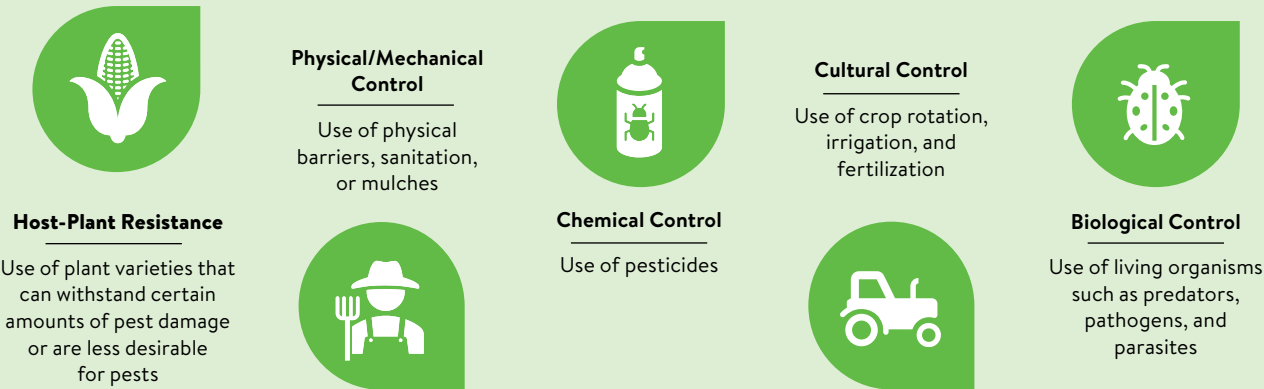 Host-Plant Resistance
Use of plant varieties that
can withstand certain
amounts of pest damage
or are less desirable
for pests
Physical/Mechanical
Control
Use of physical
barriers, sanitation,
or mulches
Chemical Control
Use of pesticides
Cultural Control
Use of crop rotation,
irrigation, and
fertilization
Biological Control
Use of living organisms
such as predators,
pathogens, and
parasites